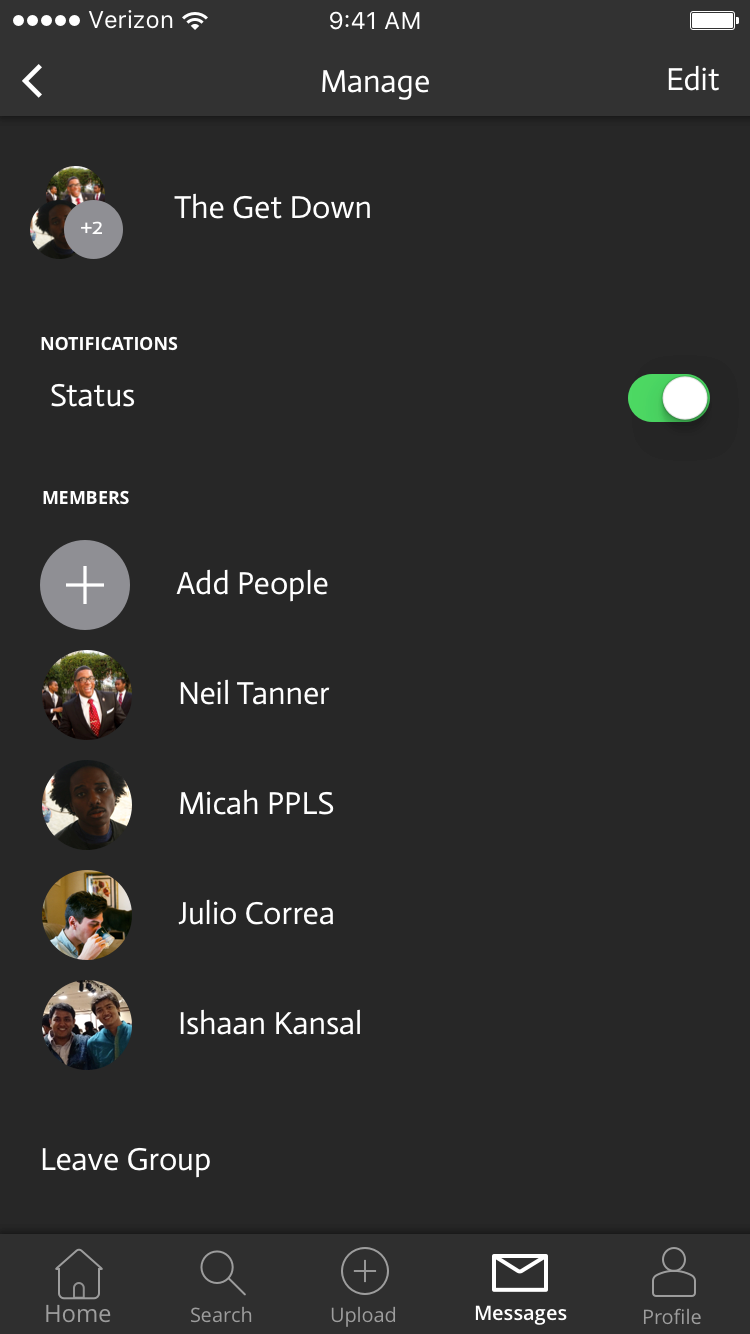 Verizon 9:41 AM
Manage Edit
+2
The Get Down
NOTIFICATIONS
Status
MEMBERS
Add People
Neil Tanner
Micah PPLS
Julio Correa
Ishaan Kansal
Leave Group
Home Search Upload Messages Profile